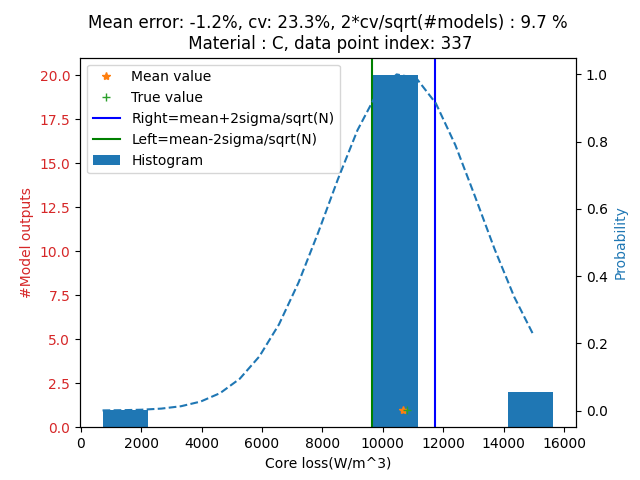 Mean error: -1.2%, cv: 23.3%, 2*cv/sqrt(#models) : 9.7 %
Material : C, data point index: 337
Mean value
True value
Right=mean+2sigma/sqrt(N)
Left=mean-2sigma/sqrt(N)
Histogram
#Model outputs
20.0
17.5
15.0
12.5
10.0
7.5
5.0
2.5
0.0
1.0
0.8
0.6
0.4
0.2
0.0
Probability
0 2000 4000 6000 8000 10000 12000 14000 16000
Core loss(W/m^3)